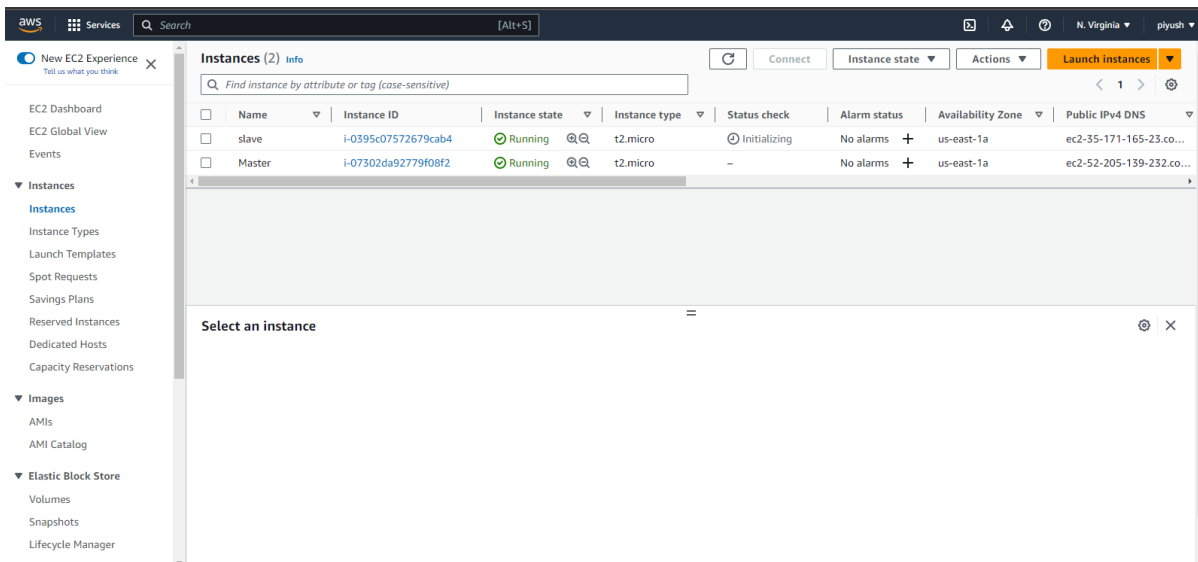 aws Services Search [Alt+S] N. Virginia piyush
New EC2 Experience
Tell us what you think
EC2 Dashboard
EC2 Global View
Events
Instances
Instances
Instance Types
Launch Templates
Spot Requests
Savings Plans
Reserved Instances
Dedicated Hosts
Capacity Reservations
Images
AMIs
AMI Catalog
Elastic Block Store
Volumes
Snapshots
Lifecycle Manager
Instances (2) Info Connect Instance state Actions Launch instances
Find instance by attribute or tag (case-sensitive) 1
Name Instance ID Instance state Instance type Status check Alarm status Availability Zone Public IPv4 DNS
slave i-0395c07572679cab4 Running t2.micro Initializing No alarms + us-east-1a ec2-35-171-165-23.co...
Master i-07302da92779f08f2 Running t2.micro – No alarms + us-east-1a ec2-52-205-139-232.co...
Select an instance